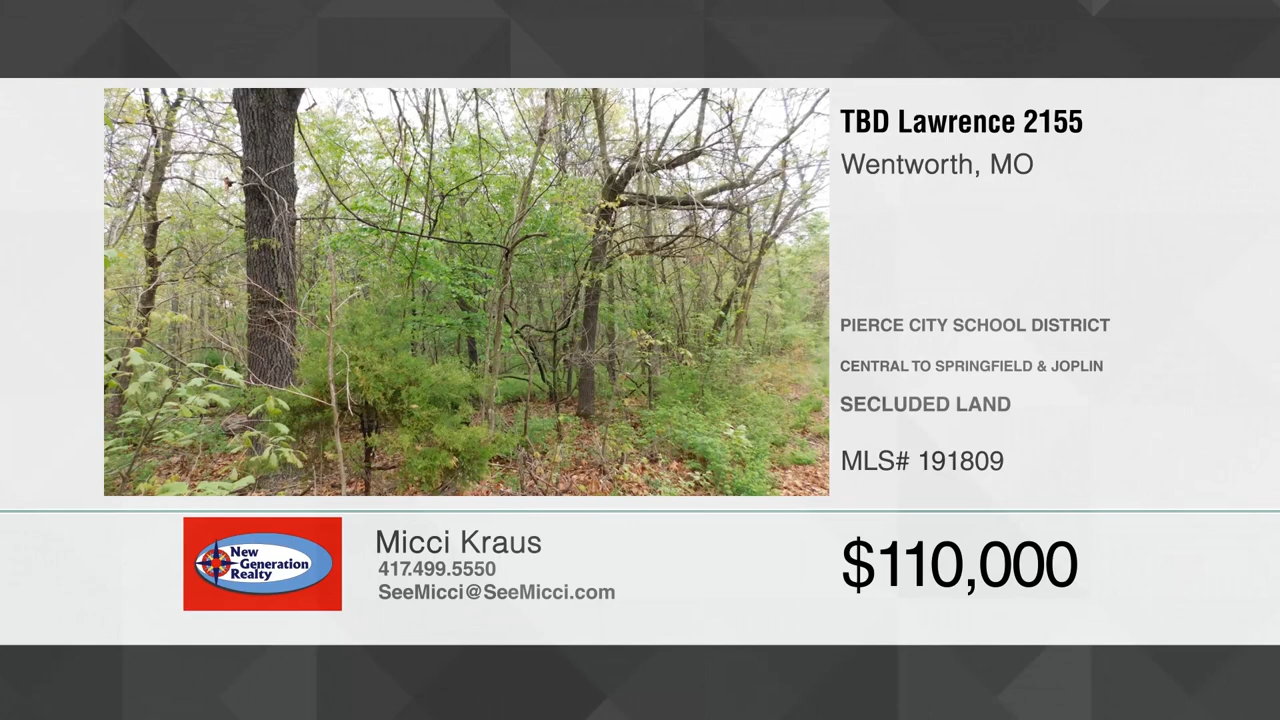 TBD Lawrence 2155
Wentworth, MO
PIERCE CITY SCHOOL DISTRICT
CENTRAL TO SPRINGFIELD & JOPLIN
SECLUDED LAND
MLS# 191809
New
Generation
Realty
Micci Kraus
417.499.5550
SeeMicci@SeeMicci.com
$110,000